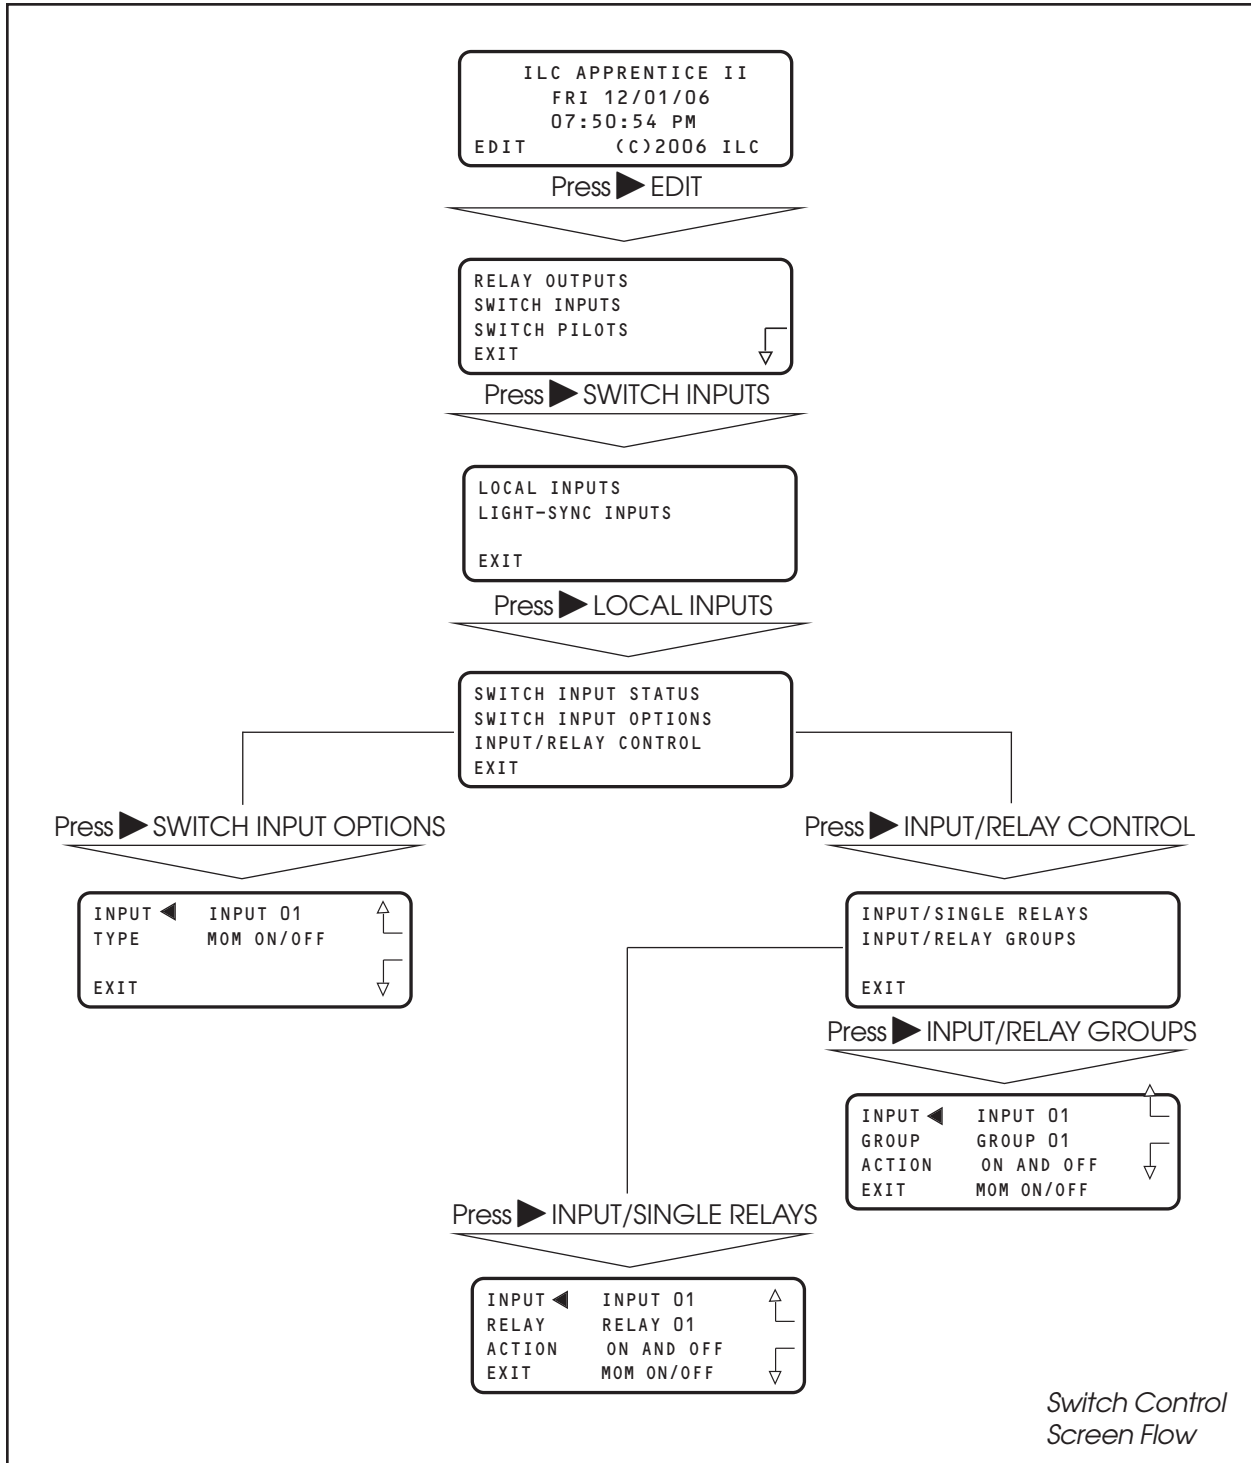 ILC APPRENTICE II
FRI 12/01/06
07:50:54 PM
EDIT (C)2006 ILC
Press EDIT
RELAY OUTPUTS
SWITCH INPUTS
SWITCH PILOTS
EXIT
Press SWITCH INPUTS
LOCAL INPUTS
LIGHT-SYNC INPUTS
EXIT
Press LOCAL INPUTS
SWITCH INPUT STATUS
SWITCH INPUT OPTIONS
INPUT/RELAY CONTROL
EXIT
Press SWITCH INPUT OPTIONS
INPUT INPUT 01
TYPE MOM ON/OFF
EXIT
Press INPUT/RELAY CONTROL
INPUT/SINGLE RELAYS
INPUT/RELAY GROUPS
EXIT
Press INPUT/RELAY GROUPS
INPUT INPUT 01
GROUP GROUP 01
ACTION ON AND OFF
EXIT MOM ON/OFF
Press INPUT/SINGLE RELAYS
INPUT INPUT 01
RELAY RELAY 01
ACTION ON AND OFF
EXIT MOM ON/OFF
Switch Control
Screen Flow